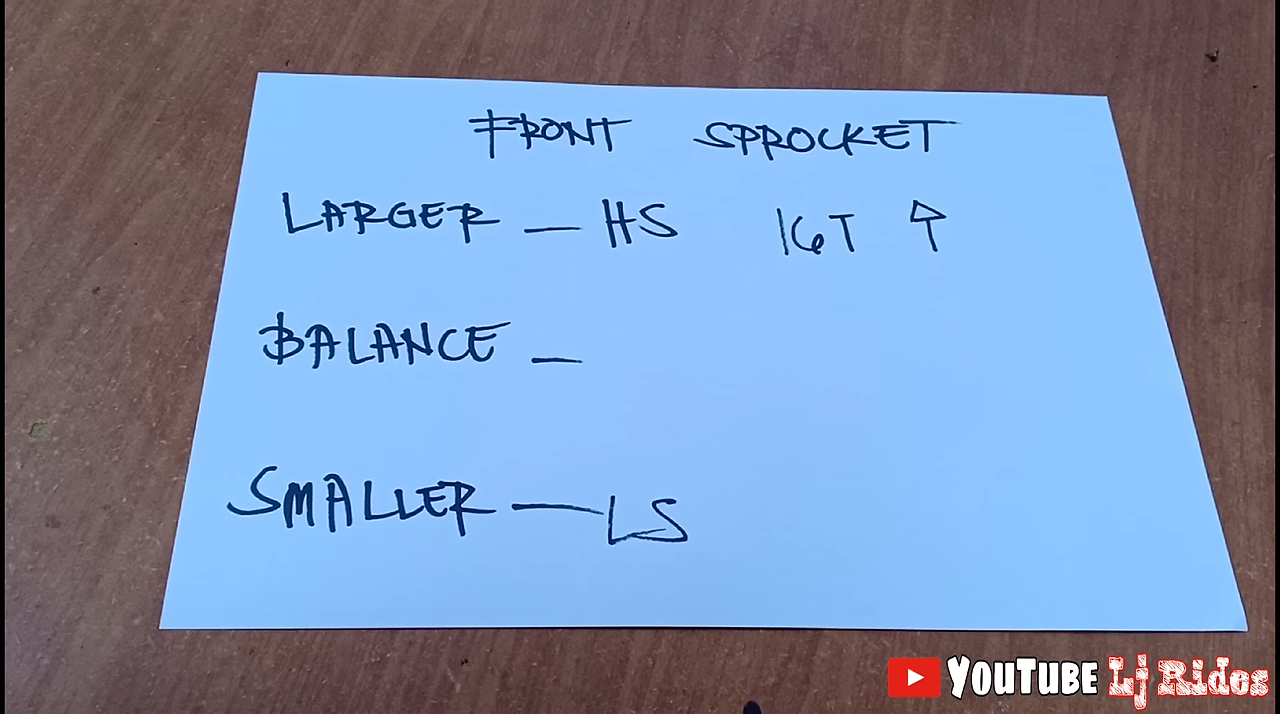 FRONT SPROCKET
LARGER — HS 16T ↑
BALANCE —
SMALLER — LS
YOUTUBE Lj Rides